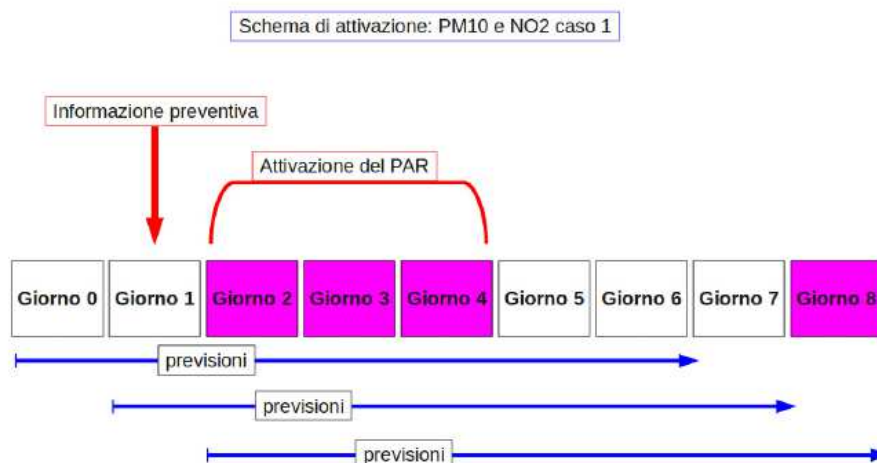 Schema di attivazione: PM10 e NO2 caso 1
Informazione preventiva
Attivazione del PAR
Giorno 0 Giorno 1 Giorno 2 Giorno 3 Giorno 4 Giorno 5 Giorno 6 Giorno 7 Giorno 8
previsioni
previsioni
previsioni